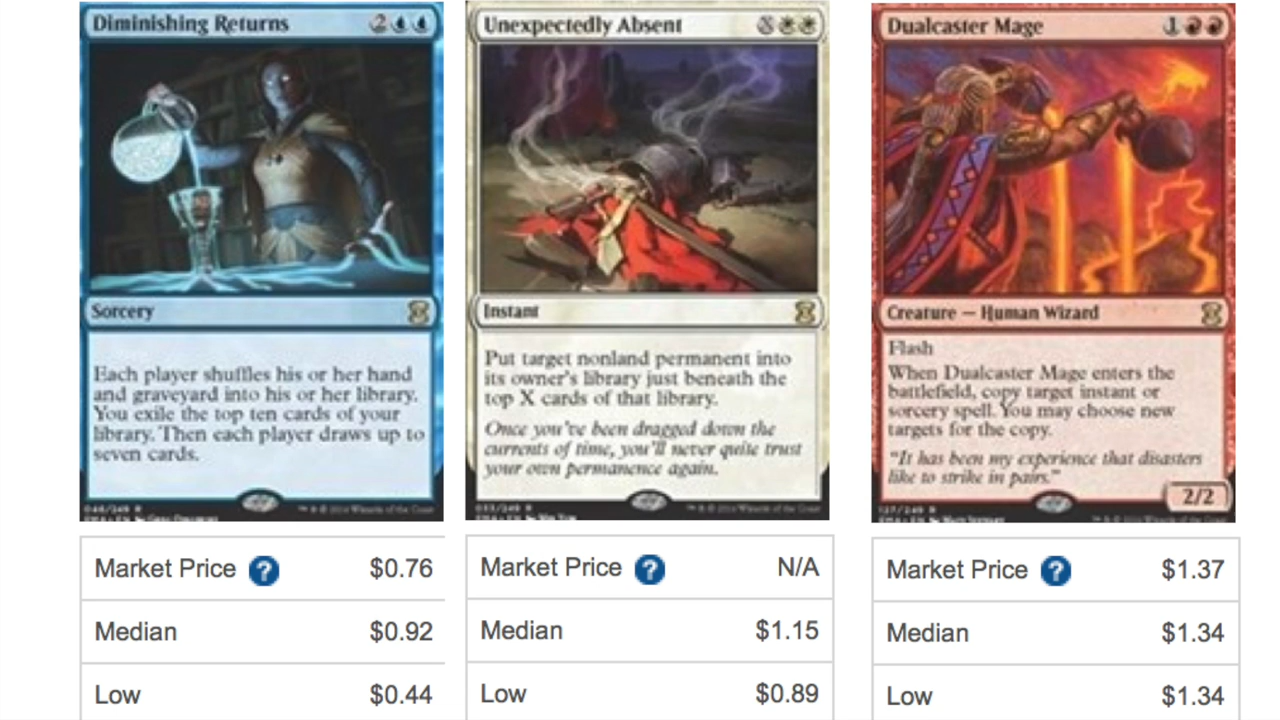 Diminishing Returns 2
Sorcery
Each player shuffles his or her hand
and graveyard into his or her library.
You exile the top ten cards of your
library. Then each player draws up to
seven cards.
Market Price ? $0.76
Median $0.92
Low $0.44
Unexpectedly Absent X
Instant
Put target nonland permanent into
its owner's library just beneath the
top X cards of that library.
Once you've been dragged down the
currents of time, you'll never quite trust
your own permanence again.
Market Price ? N/A
Median $1.15
Low $0.89
Dualcaster Mage 1
Creature — Human Wizard
Flash
When Dualcaster Mage enters the
battlefield, copy target instant or
sorcery spell. You may choose new
targets for the copy.
"It has been my experience that disasters
like to strike in pairs."
2/2
Market Price ? $1.37
Median $1.34
Low $1.34